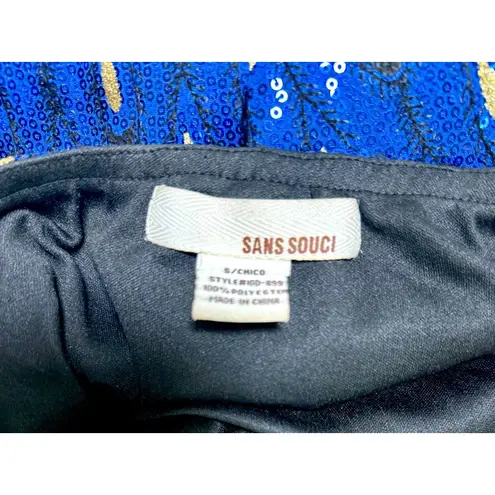 SANS SOUCI
S/CHICO
STYLE#16D-899
100% POLYESTER
MADE IN CHINA